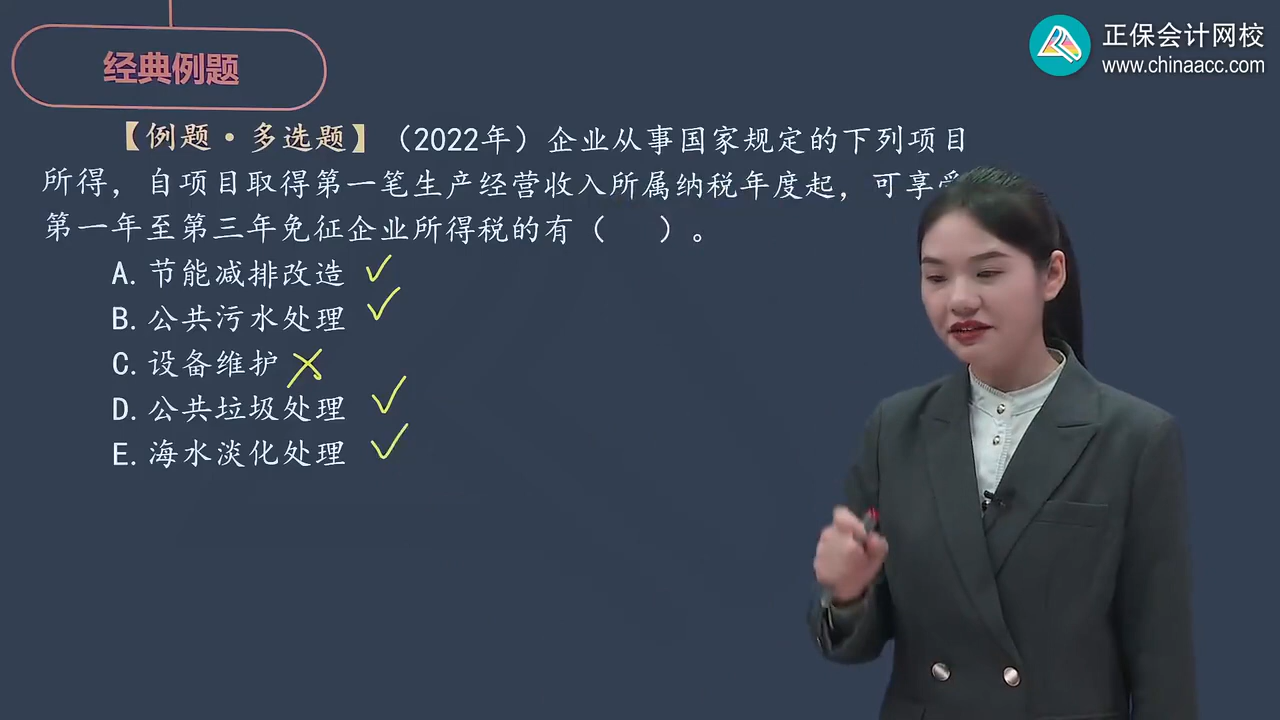 经典例题
正保会计网校
www.chinaacc.com
【例题·多选题】（2022年）企业从事国家规定的下列项目
所得，自项目取得第一笔生产经营收入所属纳税年度起，可享受
第一年至第三年免征企业所得税的有（　　）。
A. 节能减排改造 ✓
B. 公共污水处理 ✓
C. 设备维护 ×
D. 公共垃圾处理 ✓
E. 海水淡化处理 ✓